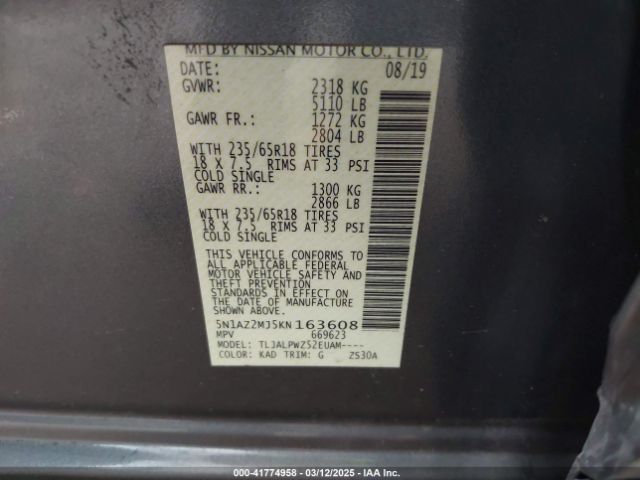 MFD BY NISSAN MOTOR CO., LTD.
DATE: 08/19
GVWR: 2318 KG
5110 LB
GAWR FR.: 1272 KG
2804 LB
WITH 235/65R18 TIRES
18 X 7.5 RIMS AT 33 PSI
COLD SINGLE
GAWR RR.: 1300 KG
2866 LB
WITH 235/65R18 TIRES
18 X 7.5 RIMS AT 33 PSI
COLD SINGLE
THIS VEHICLE CONFORMS TO
ALL APPLICABLE FEDERAL
MOTOR VEHICLE SAFETY AND
THEFT PREVENTION
STANDARDS IN EFFECT ON
THE DATE OF MANUFACTURE
SHOWN ABOVE.
5N1AZ2MJ5KN163608
MPV 669623
MODEL: TLJALPWZ52EUAM----
COLOR: KAD TRIM: G ZS30A
00-41774958 - 03/12/2025 - IAA Inc.